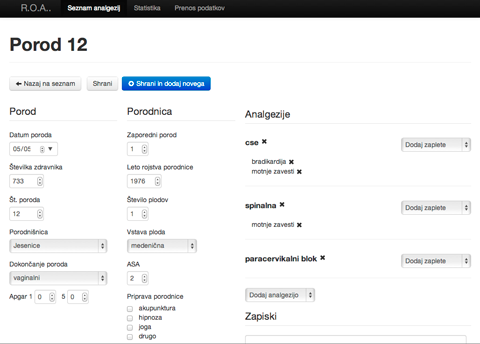 R.O.A.. Seznam analgezij Statistika Prenos podatkov
Porod 12
Nazaj na seznam Shrani Shrani in dodaj novega
Porod
Datum poroda
05/05
Številka zdravnika
733
Št. poroda
12
Porodnišnica
Jesenice
Dokončanje poroda
vaginalni
Apgar 1 0 5 0
Porodnica
Zaporedni porod
1
Leto rojstva porodnice
1976
Število plodov
1
Vstava ploda
medenična
ASA
2
Priprava porodnice
akupunktura
hipnoza
joga
drugo
Analgezije
cse Dodaj zaplete
bradikardija
motnje zavesti
spinalna Dodaj zaplete
motnje zavesti
paracervikalni blok Dodaj zaplete
Dodaj analgezijo
Zapiski